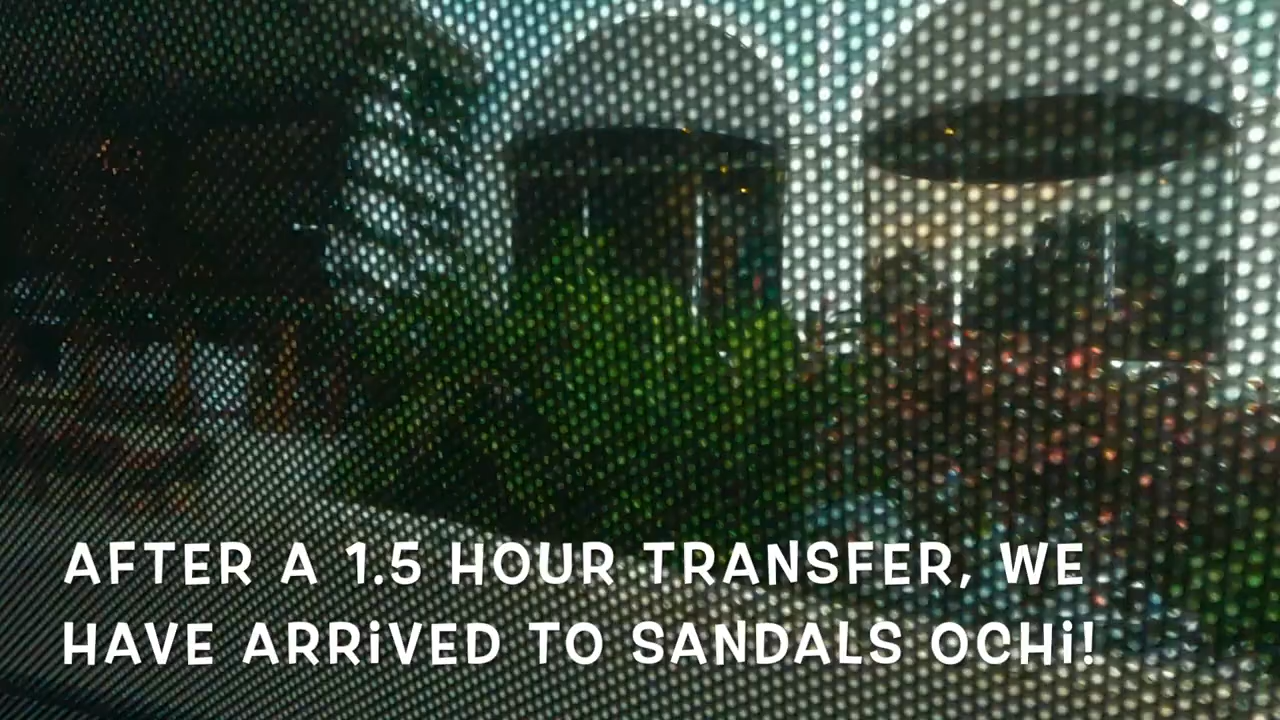 AFTER A 1.5 HOUR TRANSFER, WE
HAVE ARRiVED TO SANDALS OCHi!